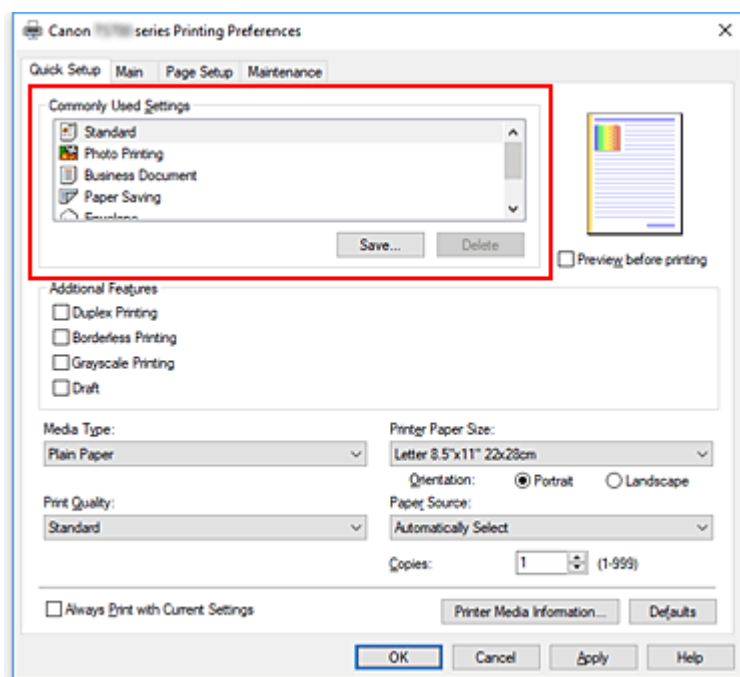 Canon series Printing Preferences
Quick Setup Main Page Setup Maintenance
Commonly Used Settings
Standard
Photo Printing
Business Document
Paper Saving
Envelope
Save... Delete
Preview before printing
Additional Features
Duplex Printing
Borderless Printing
Grayscale Printing
Draft
Media Type: Printer Paper Size:
Plain Paper Letter 8.5"x11" 22x28cm
Orientation: Portrait Landscape
Print Quality: Paper Source:
Standard Automatically Select
Copies: 1 (1-999)
Always Print with Current Settings Printer Media Information... Defaults
OK Cancel Apply Help